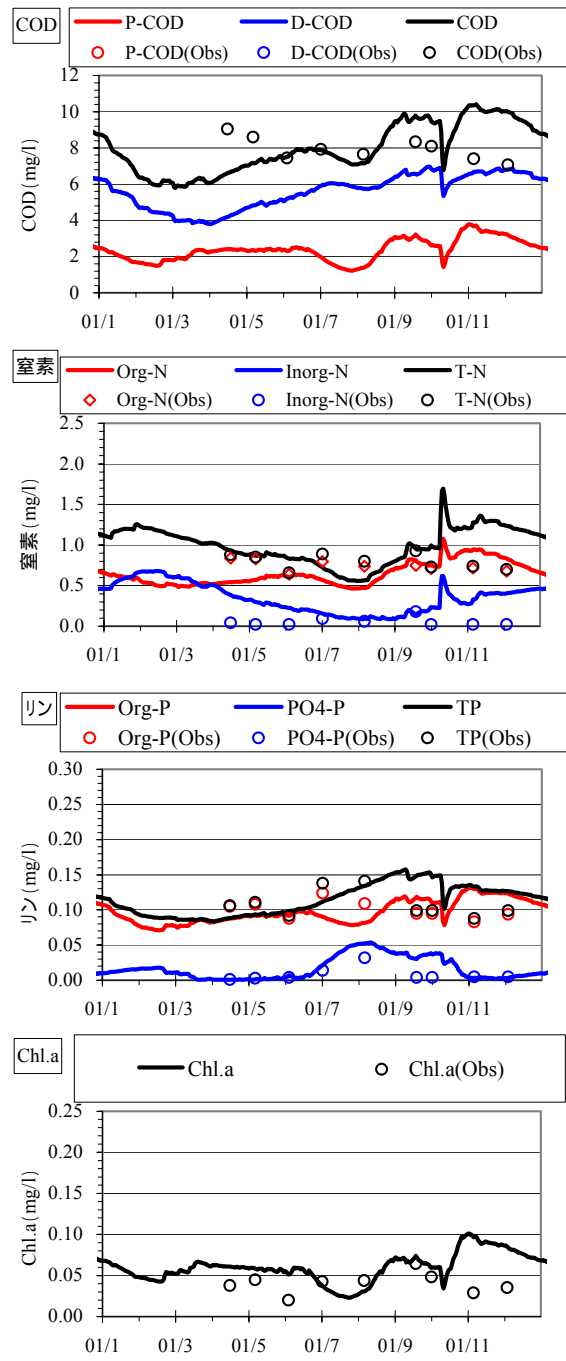 COD
P-COD D-COD COD
P-COD(Obs) D-COD(Obs) COD(Obs)
12
10
8
6
4
2
0
COD(mg/l)
01/1 01/3 01/5 01/7 01/9 01/11
窒素
Org-N Inorg-N T-N
Org-N(Obs) Inorg-N(Obs) T-N(Obs)
2.5
2.0
1.5
1.0
0.5
0.0
窒素(mg/l)
01/1 01/3 01/5 01/7 01/9 01/11
リン
Org-P PO4-P TP
Org-P(Obs) PO4-P(Obs) TP(Obs)
0.30
0.25
0.20
0.15
0.10
0.05
0.00
リン(mg/l)
01/1 01/3 01/5 01/7 01/9 01/11
Chl.a
Chl.a Chl.a(Obs)
0.25
0.20
0.15
0.10
0.05
0.00
Chl.a(mg/l)
01/1 01/3 01/5 01/7 01/9 01/11